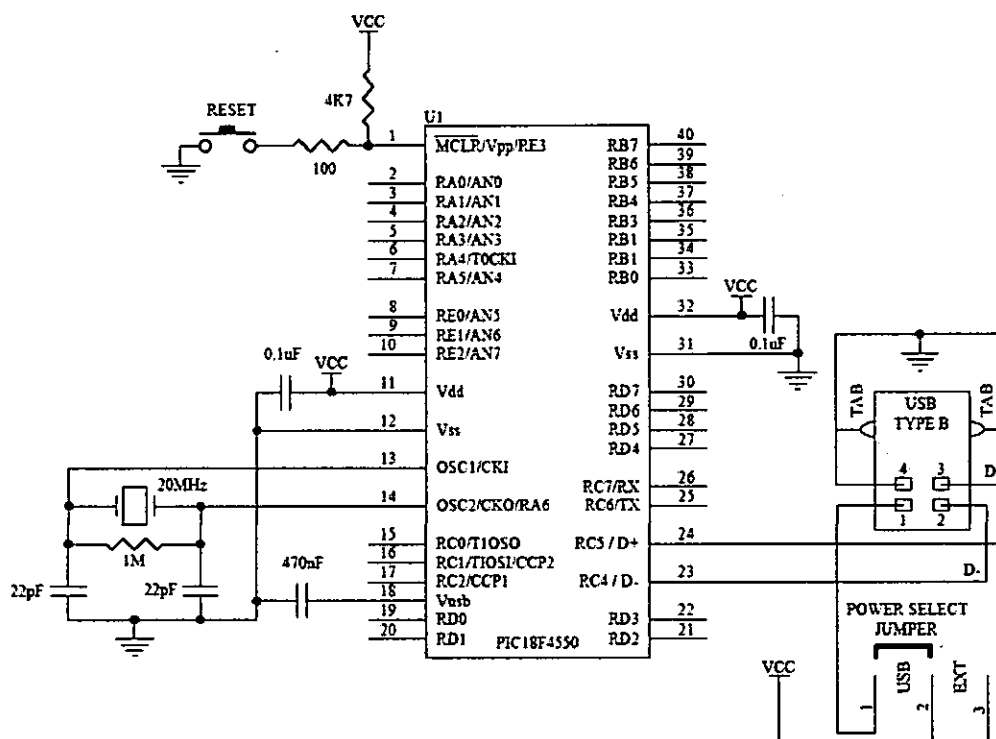 VCC
4K7
RESET
100
U1
1
MCLR/Vpp/RE3
2
RA0/AN0
3
RA1/AN1
4
RA2/AN2
5
RA3/AN3
6
RA4/T0CKI
7
RA5/AN4
8
RE0/AN5
9
RE1/AN6
10
RE2/AN7
0.1uF
VCC
11
Vdd
12
Vss
13
OSC1/CKI
20MHz
14
OSC2/CKO/RA6
1M
22pF
22pF
470nF
15
RC0/T1OSO
16
RC1/TIOSI/CCP2
17
RC2/CCP1
18
Vusb
19
RD0
20
RD1
PIC18F4550
RB7
40
RB6
39
RB5
38
RB4
37
RB3
36
RB1
35
RB1
34
RB0
33
VCC
Vdd
32
0.1uF
Vss
31
RD7
30
RD6
29
RD5
28
RD4
27
RC7/RX
26
RC6/TX
25
RC5 / D+
24
RC4 / D-
23
RD3
22
RD2
21
TAB
USB
TYPE B
TAB
4
3
1
2
D
D-
POWER SELECT
JUMPER
VCC
1
USB
2
EXT
3